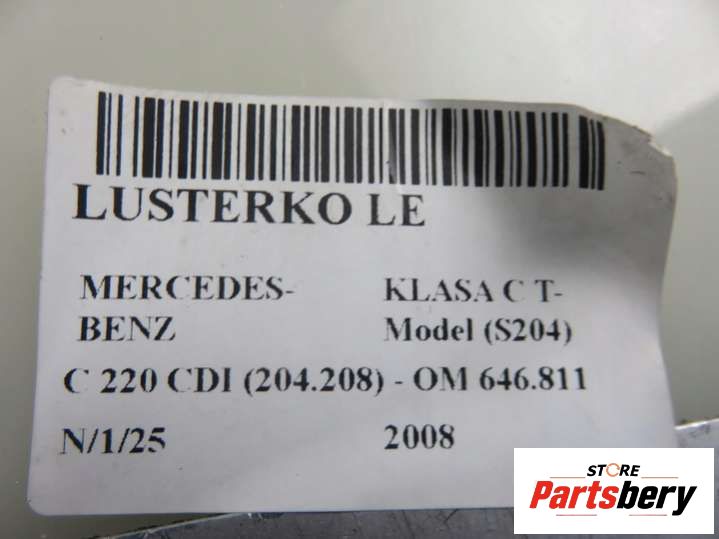 LUSTERKO LE
MERCEDES-
BENZ
KLASA C T-
Model (S204)
C 220 CDI (204.208) - OM 646.811
N/1/25
2008
STORE
Partsbery